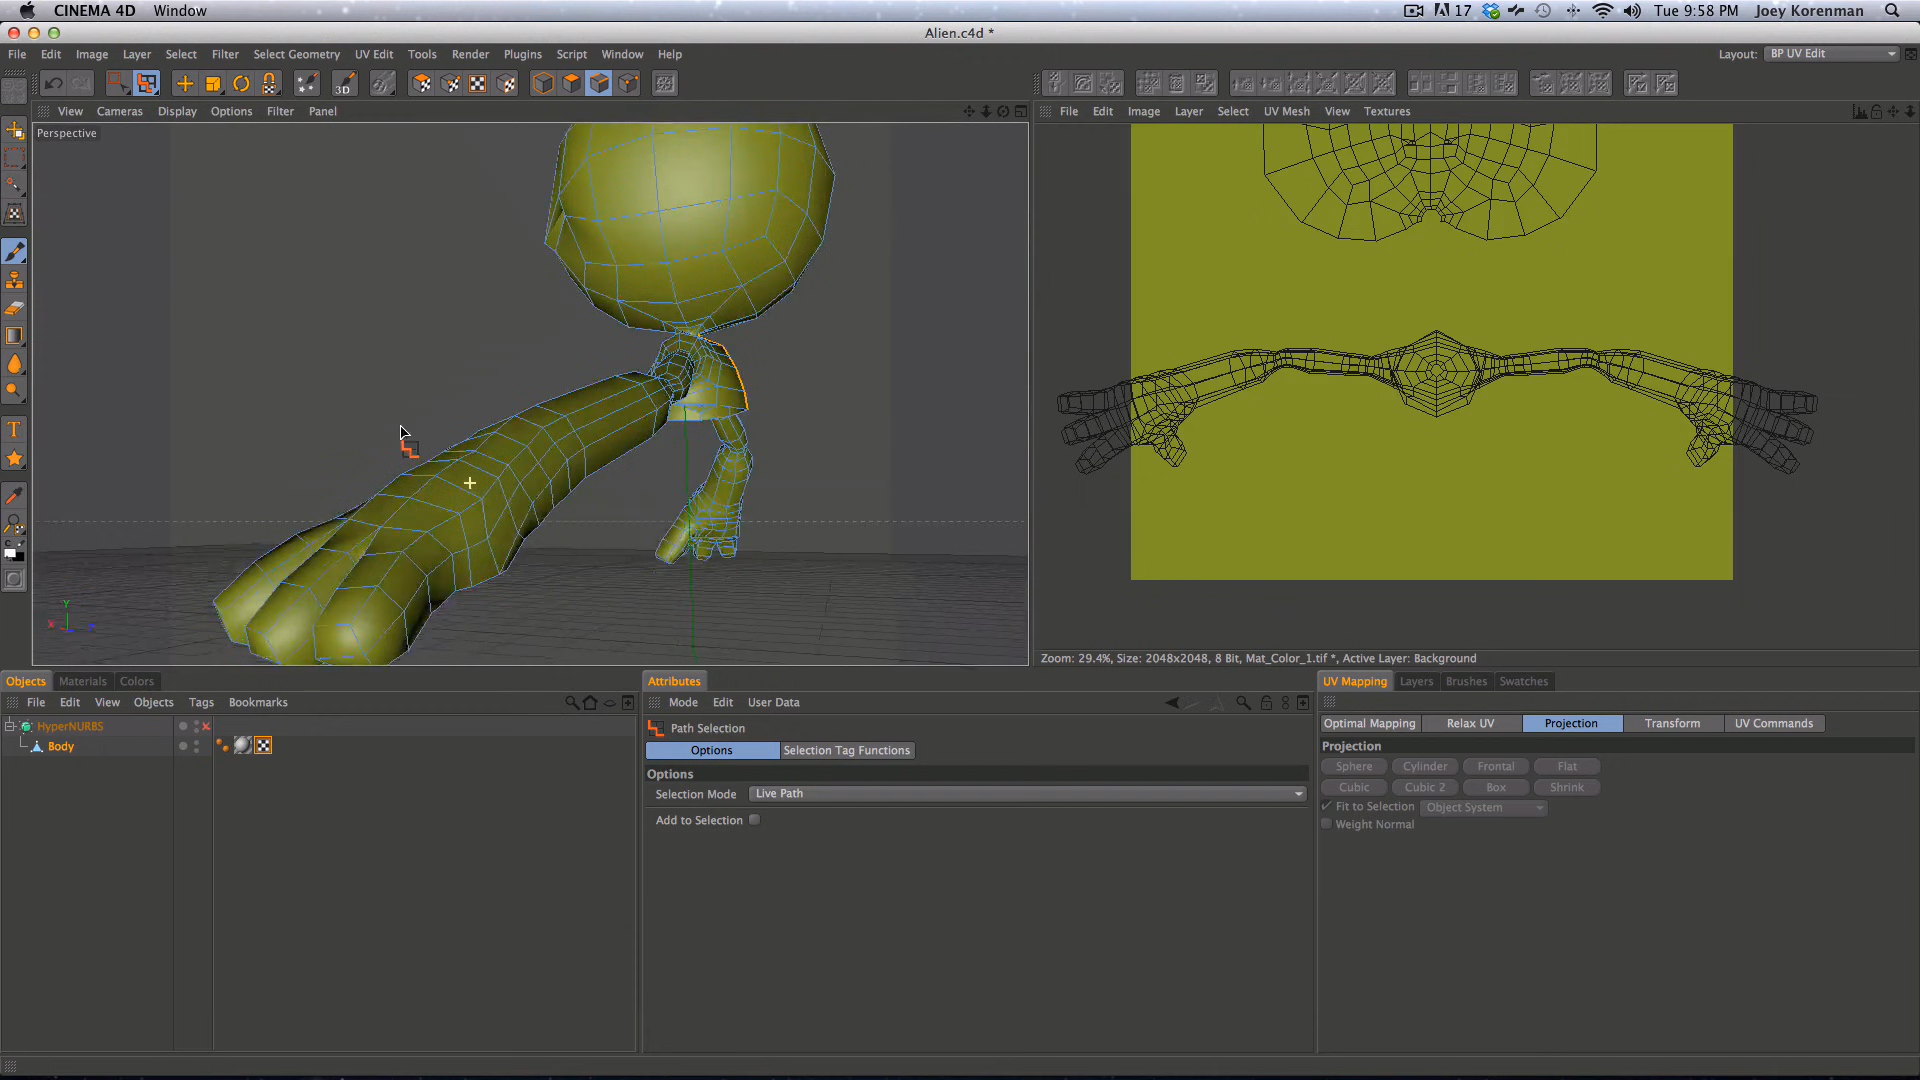 CINEMA 4D Window 17 Tue 9:58 PM Joey Korenman
Alien.c4d *
File Edit Image Layer Select Filter Select Geometry UV Edit Tools Render Plugins Script Window Help Layout: BP UV Edit
3D
View Cameras Display Options Filter Panel
File Edit Image Layer Select UV Mesh View Textures
Perspective
Y
X
Zoom: 29.4%, Size: 2048x2048, 8 Bit, Mat_Color_1.tif *, Active Layer: Background
Objects Materials Colors
File Edit View Objects Tags Bookmarks
HyperNURBS
Body
Attributes
Mode Edit User Data
Path Selection
Options Selection Tag Functions
Options
Selection Mode Live Path
Add to Selection
UV Mapping Layers Brushes Swatches
Optimal Mapping Relax UV Projection Transform UV Commands
Projection
Sphere Cylinder Frontal Flat
Cubic Cubic 2 Box Shrink
Fit to Selection Object System
Weight Normal